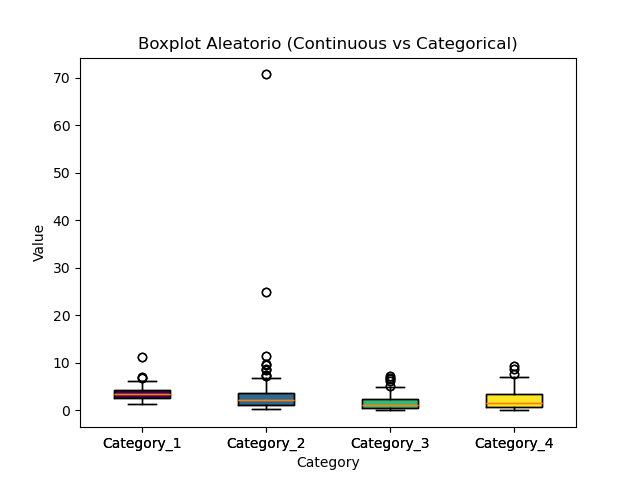 Boxplot Aleatorio (Continuous vs Categorical)
70
60
50
40
30
20
10
0
Value
Category_1 Category_2 Category_3 Category_4
Category